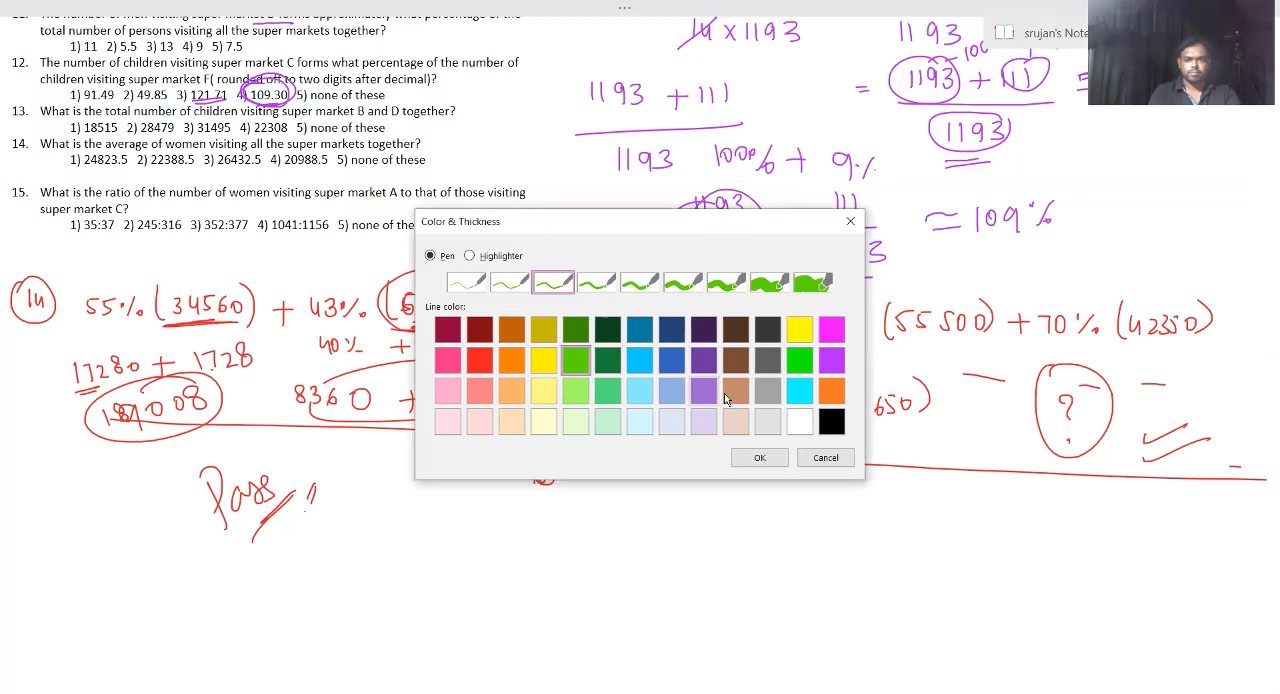 total number of persons visiting all the super markets together?
1) 11 2) 5.5 3) 13 4) 9 5) 7.5
12. The number of children visiting super market C forms what percentage of the number of
children visiting super market F( rounded off to two digits after decimal)?
1) 91.49 2) 49.85 3) 121.71 4) 109.30 5) none of these
13. What is the total number of children visiting super market B and D together?
1) 18515 2) 28479 3) 31495 4) 22308 5) none of these
14. What is the average of women visiting all the super markets together?
1) 24823.5 2) 22388.5 3) 26432.5 4) 20988.5 5) none of these
15. What is the ratio of the number of women visiting super market A to that of those visiting
super market C?
1) 35:37 2) 245:316 3) 352:377 4) 1041:1156 5) none of the
14 x 1193
1193 + 111
1193
100% + 9%
1193
= 1193 + 111 =
1193
≈ 109%
srujan's Note
Color & Thickness
Pen Highlighter
Line color:
OK Cancel
14 55% (34560) + 43% (
(55500) + 70% (42350)
17280 + 1728
40% +
8360 +
650)
?
Pass